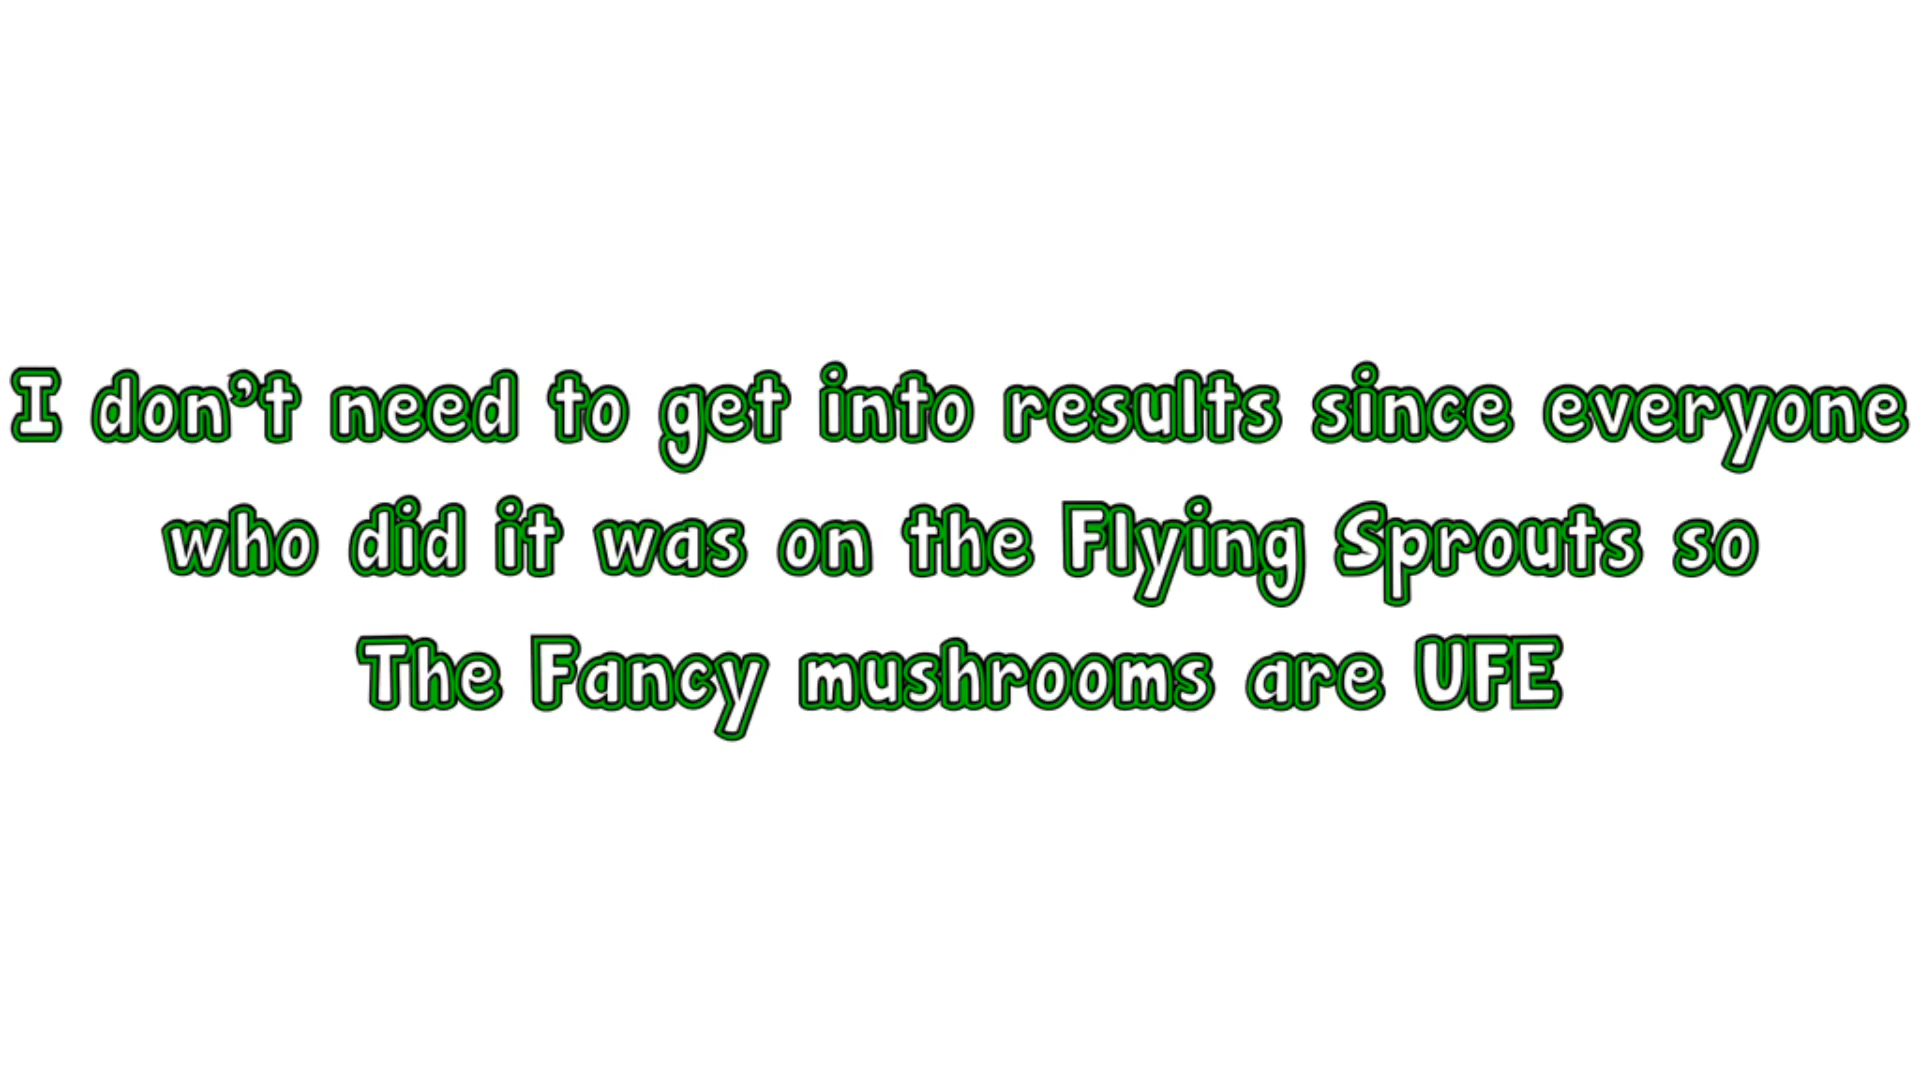 I don’t need to get into results since everyone
who did it was on the Flying Sprouts so
The Fancy mushrooms are UFE